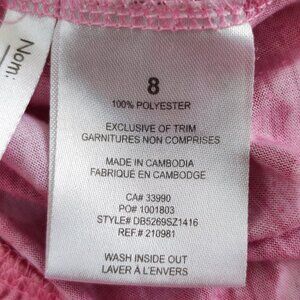 Nom:
8
100% POLYESTER
EXCLUSIVE OF TRIM
GARNITURES NON COMPRISES
MADE IN CAMBODIA
FABRIQUÉ EN CAMBODGE
CA# 33990
PO# 1001803
STYLE# DB5269SZ1416
REF.# 210981
WASH INSIDE OUT
LAVER À L'ENVERS